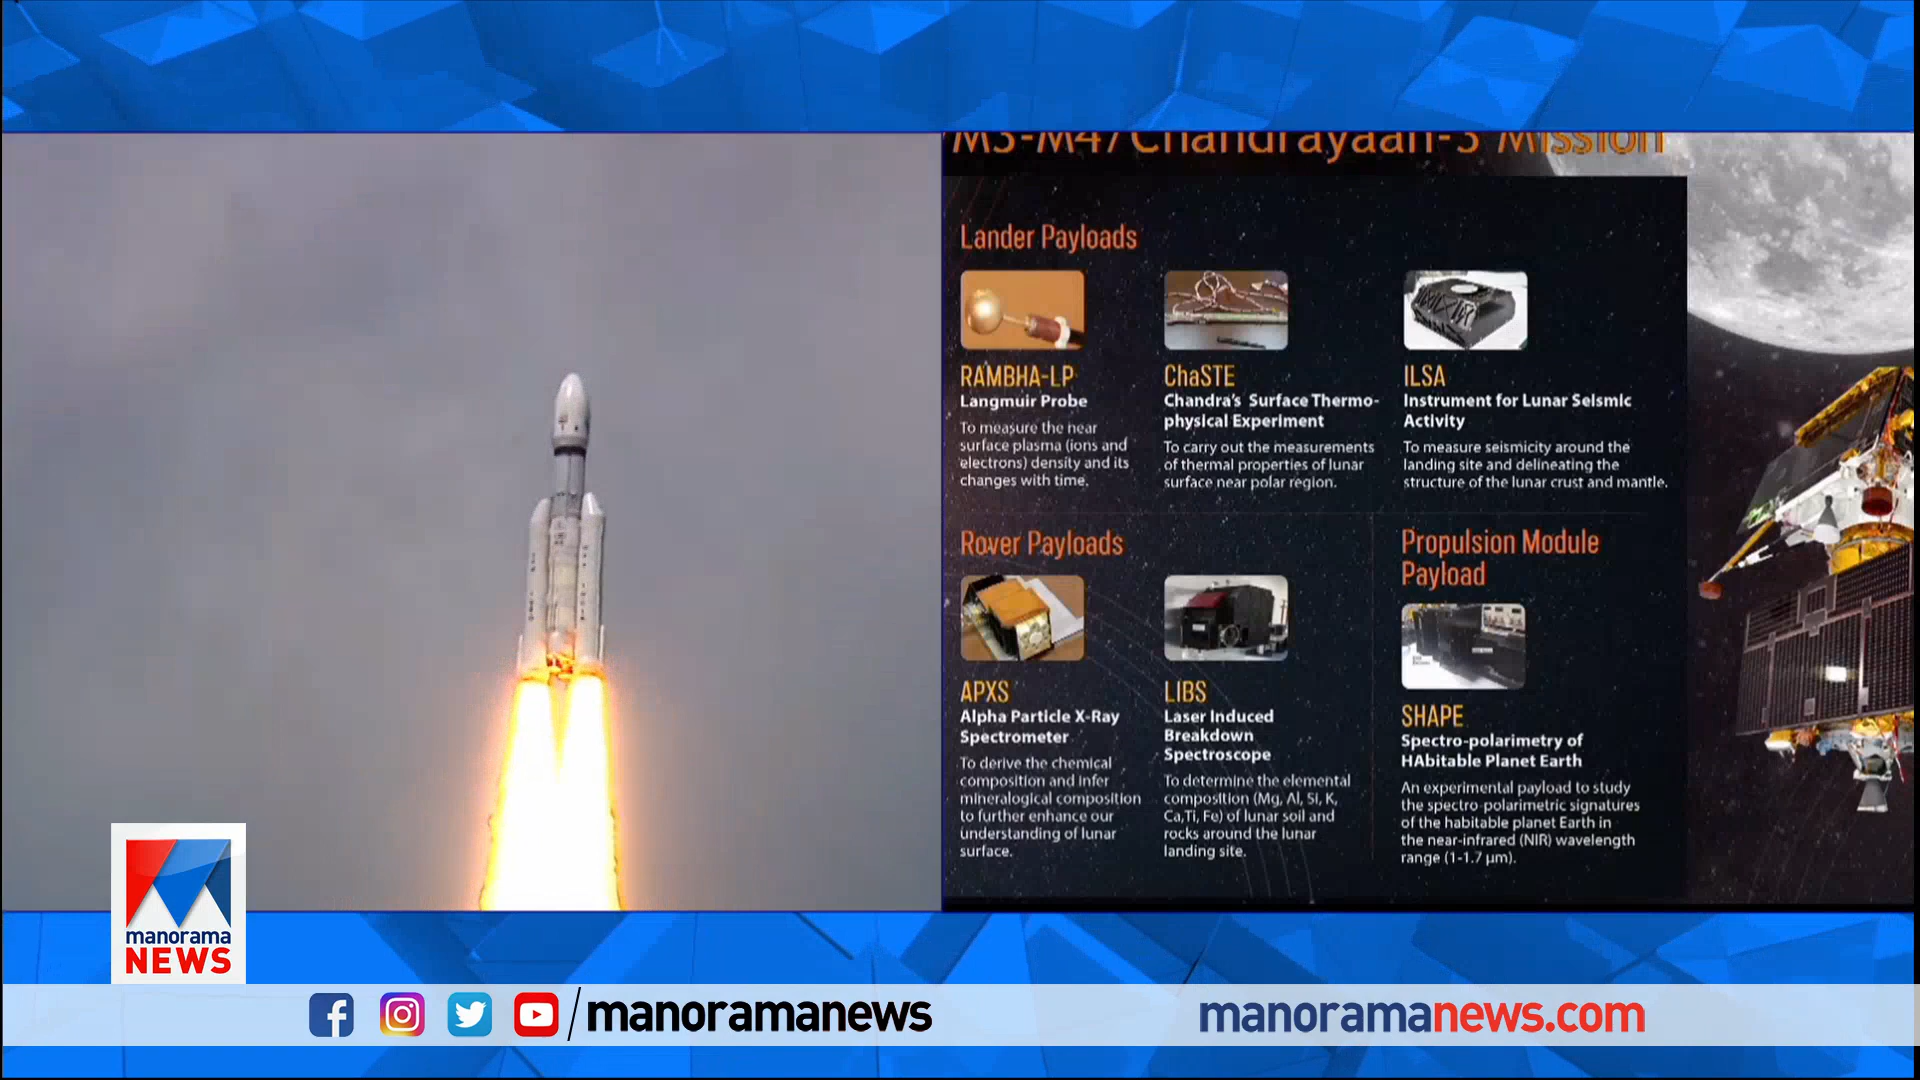 M3-M4/Chandrayaan-3 Mission
Lander Payloads
RAMBHA-LP
Langmuir Probe
To measure the near
surface plasma (ions and
electrons) density and its
changes with time.
ChaSTE
Chandra's Surface Thermo-
physical Experiment
To carry out the measurements
of thermal properties of lunar
surface near polar region.
ILSA
Instrument for Lunar Seismic
Activity
To measure seismicity around the
landing site and delineating the
structure of the lunar crust and mantle.
Rover Payloads
APXS
Alpha Particle X-Ray
Spectrometer
To derive the chemical
composition and infer
mineralogical composition
to further enhance our
understanding of lunar
surface.
LIBS
Laser Induced
Breakdown
Spectroscope
To determine the elemental
composition (Mg, Al, Si, K,
Ca,Ti, Fe) of lunar soil and
rocks around the lunar
landing site.
Propulsion Module
Payload
SHAPE
Spectro-polarimetry of
HAbitable Planet Earth
An experimental payload to study
the spectro-polarimetric signatures
of the habitable planet Earth in
the near-infrared (NIR) wavelength
range (1-1.7 μm).
manorama
NEWS
/manoramanews
manoramanews.com